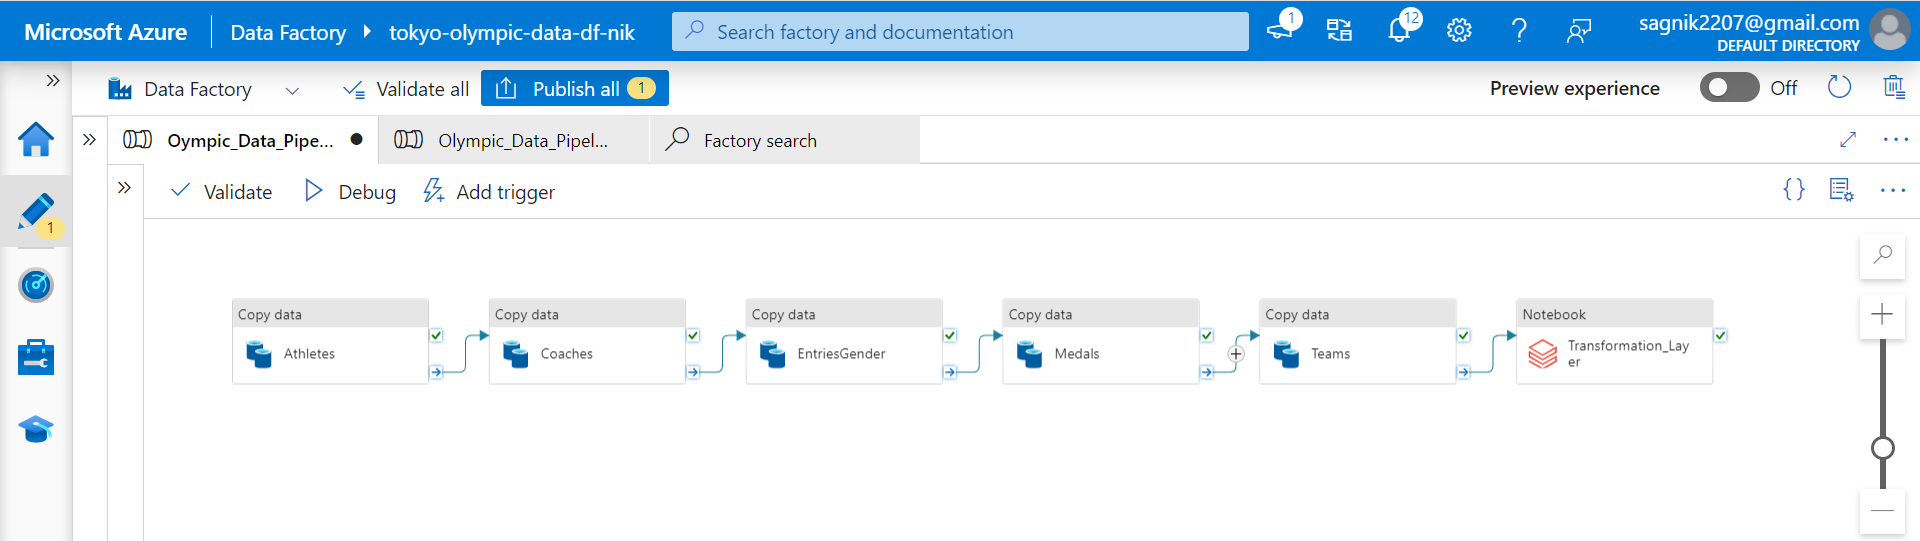 Microsoft Azure
Data Factory
tokyo-olympic-data-df-nik
Search factory and documentation
1
12
sagnik2207@gmail.com
DEFAULT DIRECTORY
Data Factory
Validate all
Publish all
1
Preview experience
Off
Oympic_Data_Pipe...
Olympic_Data_Pipel...
Factory search
Validate
Debug
Add trigger
1
Copy data
Athletes
Copy data
Coaches
Copy data
EntriesGender
Copy data
Medals
Copy data
Teams
Notebook
Transformation_Lay
er